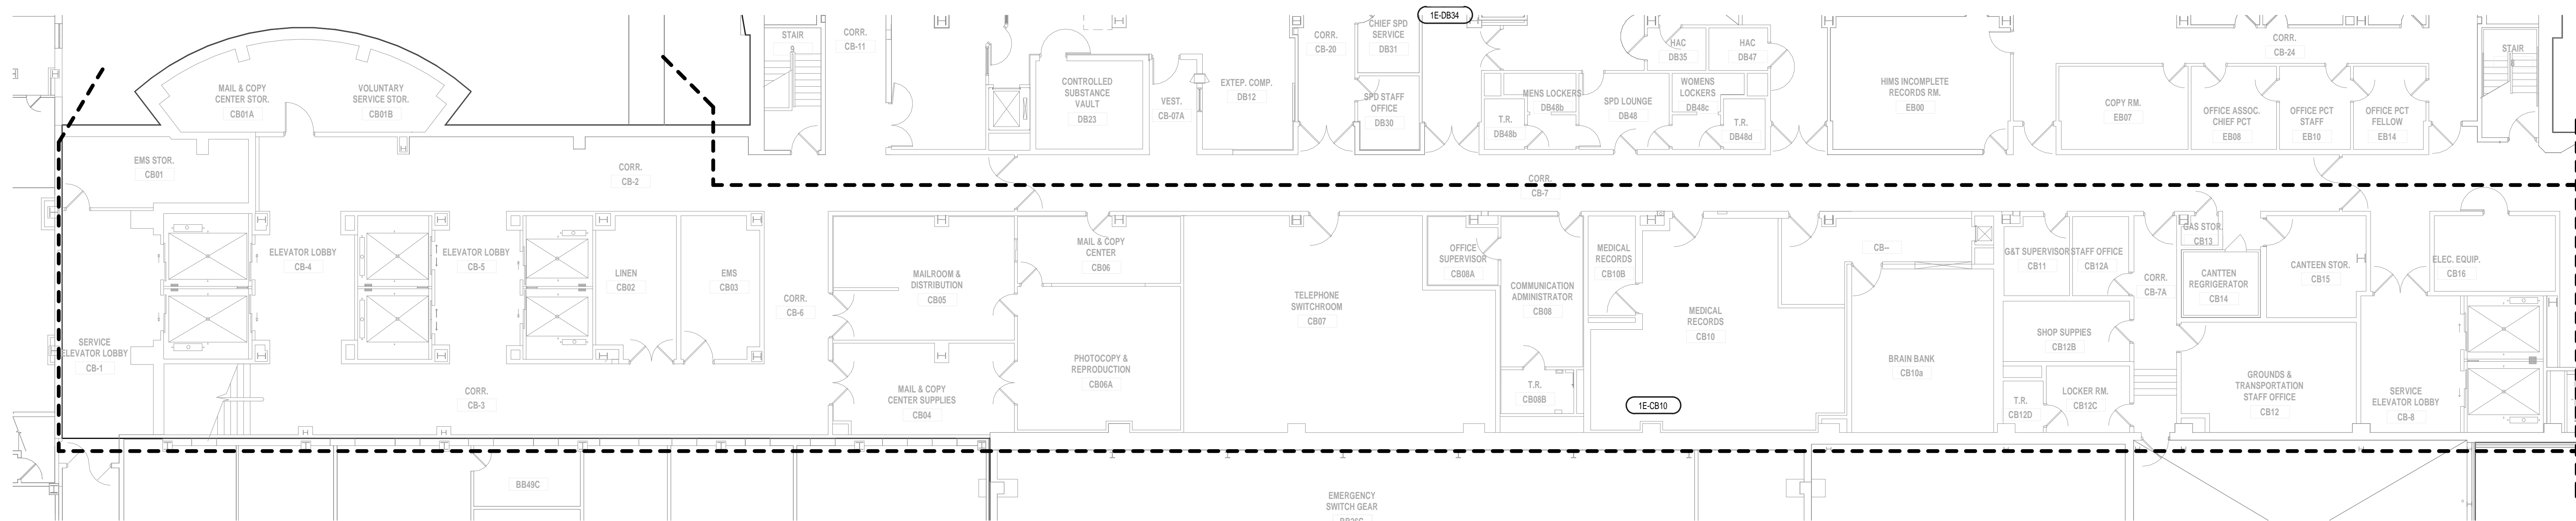 1E-DB34
STAIR
9
CORR.
CB-11
CORR.
CB-20
CHIEF SPD
SERVICE
DB31
HAC
DB35
HAC
DB47
CORR.
CB-24
STAIR
8
MAIL & COPY
CENTER STOR.
CB01A
VOLUNTARY
SERVICE STOR.
CB01B
CONTROLLED
SUBSTANCE
VAULT
DB23
VEST.
CB-07A
EXTEP. COMP.
DB12
SPD STAFF
OFFICE
DB30
MENS LOCKERS
DB48b
T.R.
DB48b
SPD LOUNGE
DB48
WOMENS
LOCKERS
DB48c
T.R.
DB48d
HIMS INCOMPLETE
RECORDS RM.
EB00
COPY RM.
EB07
OFFICE ASSOC.
CHIEF PCT
EB08
OFFICE PCT
STAFF
EB10
OFFICE PCT
FELLOW
EB14
EMS STOR.
CB01
CORR.
CB-2
CORR.
CB-7
ELEVATOR LOBBY
CB-4
ELEVATOR LOBBY
CB-5
LINEN
CB02
EMS
CB03
CORR.
CB-6
MAILROOM &
DISTRIBUTION
CB05
MAIL & COPY
CENTER
CB06
TELEPHONE
SWITCHROOM
CB07
OFFICE
SUPERVISOR
CB08A
COMMUNICATION
ADMINISTRATOR
CB08
MEDICAL
RECORDS
CB10B
MEDICAL
RECORDS
CB10
CB--
G&T SUPERVISOR
CB11
STAFF OFFICE
CB12A
CORR.
CB-7A
GAS STOR.
CB13
CANTTEN
REGRIGERATOR
CB14
CANTEEN STOR.
CB15
ELEC. EQUIP.
CB16
SERVICE
ELEVATOR LOBBY
CB-1
CORR.
CB-3
MAIL & COPY
CENTER SUPPLIES
CB04
PHOTOCOPY &
REPRODUCTION
CB06A
T.R.
CB08B
1E-CB10
BRAIN BANK
CB10a
SHOP SUPPIES
CB12B
T.R.
CB12D
LOCKER RM.
CB12C
GROUNDS &
TRANSPORTATION
STAFF OFFICE
CB12
SERVICE
ELEVATOR LOBBY
CB-8
BB49C
EMERGENCY
SWITCH GEAR